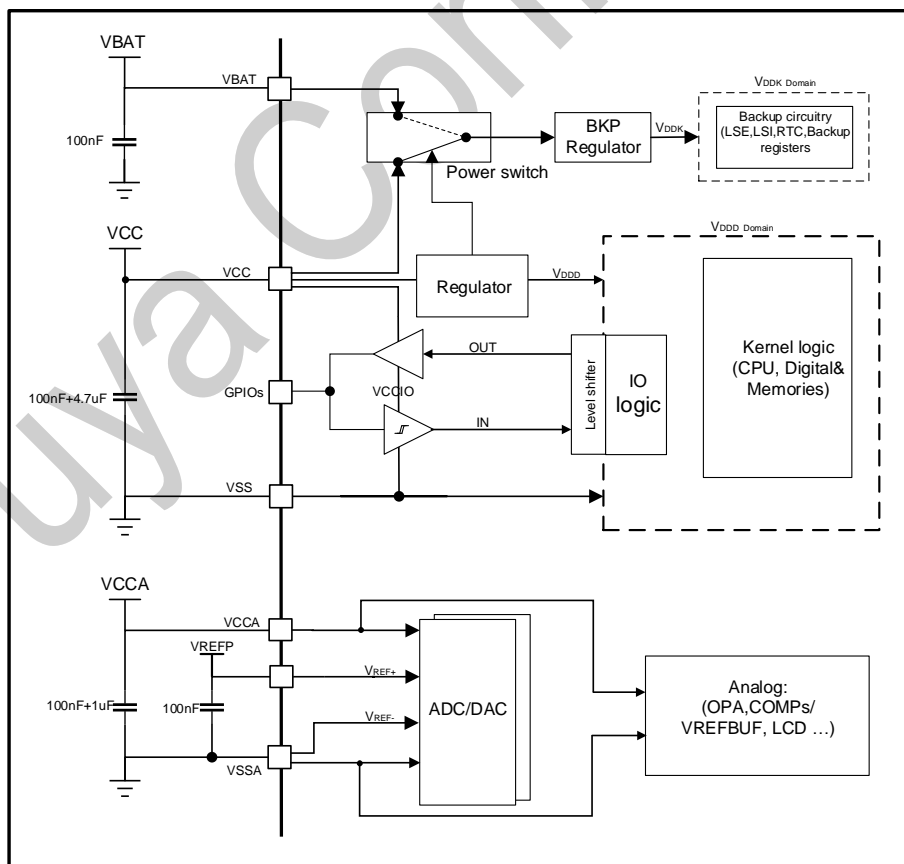 VBAT
VBAT
100nF
Power switch
BKP
Regulator
VDDK
VDDK Domain
Backup circuitry
(LSE,LSI,RTC,Backup
registers
VCC
VCC
100nF+4.7uF
Regulator
VDDD
VDDD Domain
Kernel logic
(CPU, Digital&
Memories)
GPIOs
OUT
VCCIO
IN
Level shifter
IO
logic
VSS
VCCA
VCCA
VREFP
100nF+1uF
100nF
VREF+
VREF-
ADC/DAC
VSSA
Analog:
(OPA,COMPs/
VREFBUF, LCD ...)
uya Com